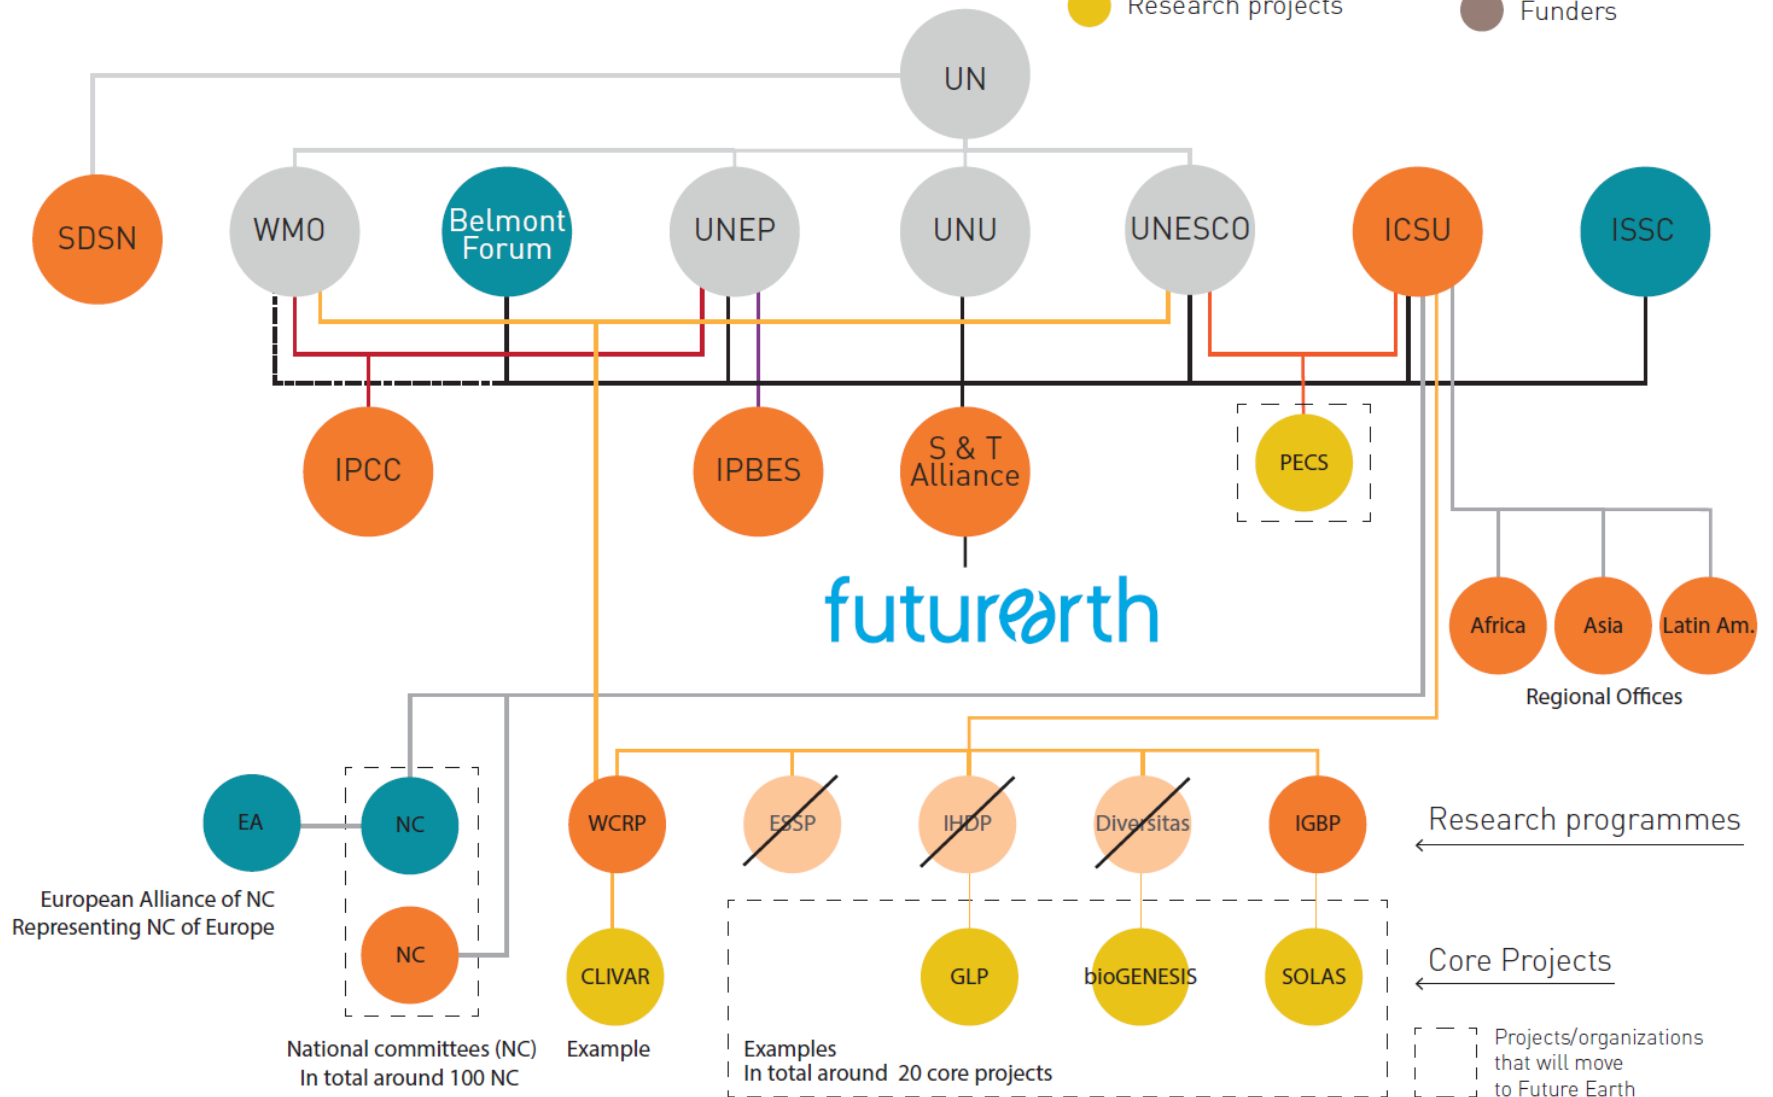 Research projects
Funders
UN
SDSN
WMO
Belmont
Forum
UNEP
UNU
UNESCO
ICSU
ISSC
IPCC
IPBES
S & T
Alliance
PECS
futurearth
Africa
Asia
Latin Am.
Regional Offices
EA
NC
WCRP
ESSP
IHDP
Diversitas
IGBP
Research programmes
European Alliance of NC
Representing NC of Europe
NC
CLIVAR
GLP
bioGENESIS
SOLAS
Core Projects
National committees (NC)
In total around 100 NC
Example
Examples
In total around 20 core projects
Projects/organizations
that will move
to Future Earth